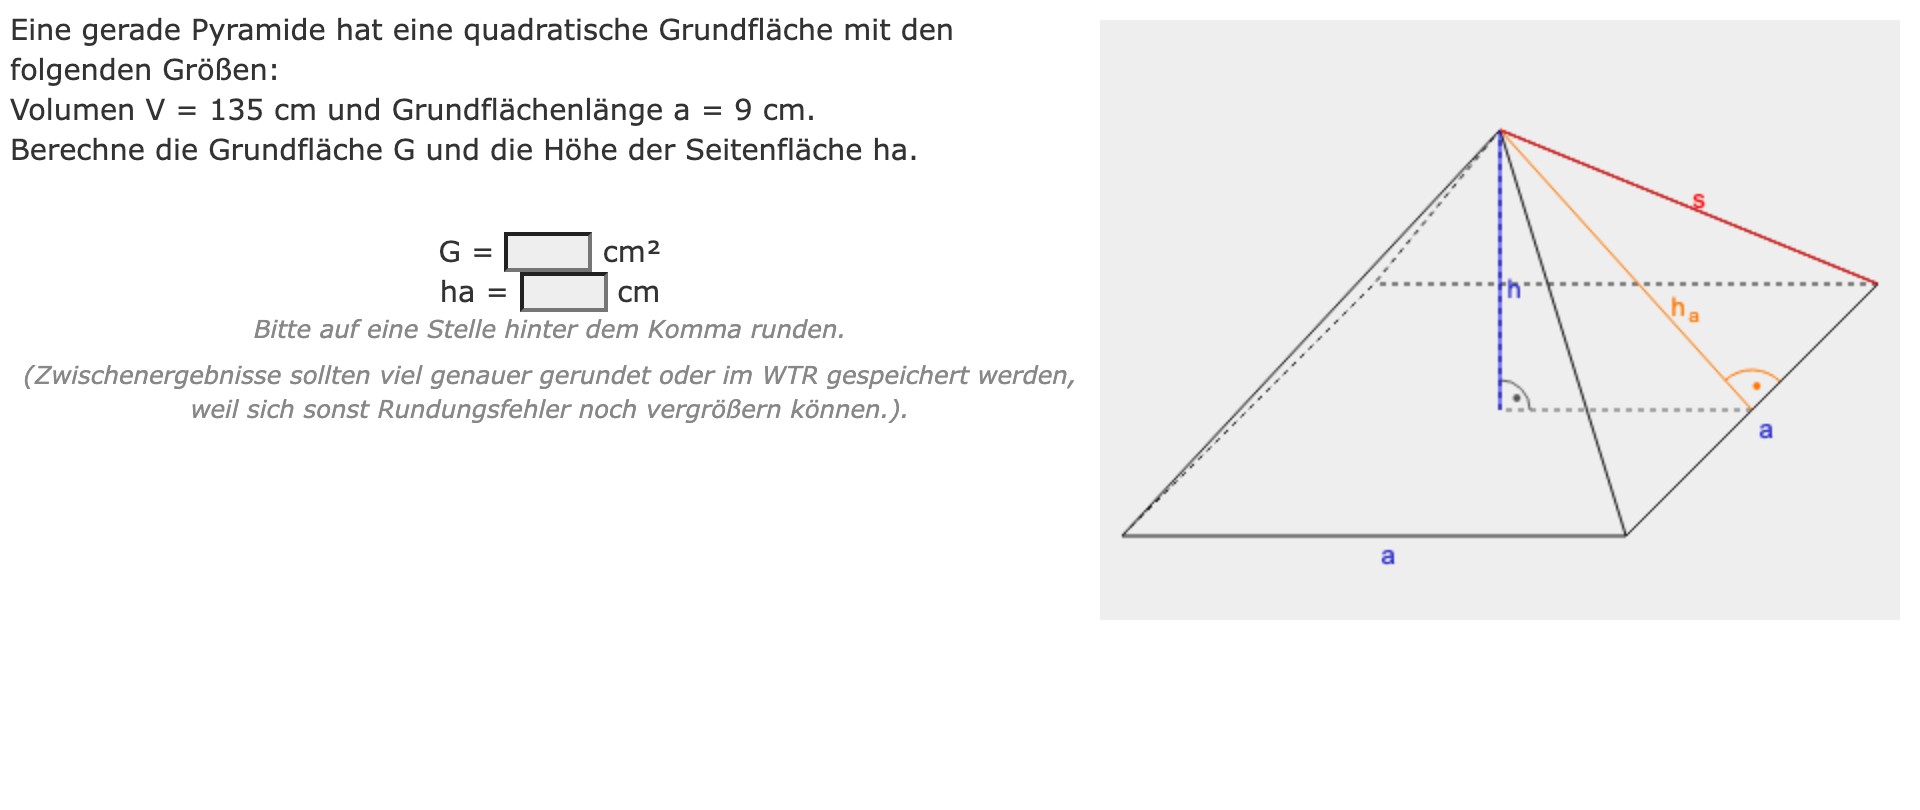 Eine gerade Pyramide hat eine quadratische Grundfläche mit den
folgenden Größen:
Volumen V = 135 cm und Grundflächenlänge a = 9 cm.
Berechne die Grundfläche G und die Höhe der Seitenfläche ha.
G = cm²
ha = cm
Bitte auf eine Stelle hinter dem Komma runden.
(Zwischenergebnisse sollten viel genauer gerundet oder im WTR gespeichert werden,
weil sich sonst Rundungsfehler noch vergrößern können.).
s
h
ha
a
a